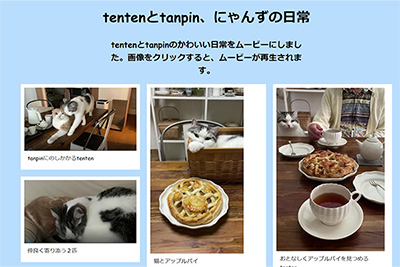 tentenとtanpin、にゃんずの日常
tentenとtanpinのかわいい日常をムービーにしまし
た。画像をクリックすると、ムービーが再生されま
す。
tanpinにのしかかるtenten
仲良く寄り添う２匹
猫とアップルパイ
おとなしくアップルパイを見つめる